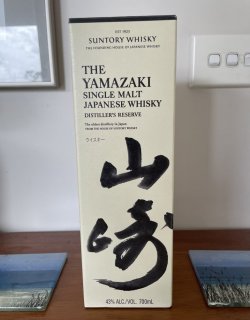 EST. 1923
SUNTORY WHISKY
THE FOUNDING HOUSE OF JAPANESE WHISKY
THE
YAMAZAKI
SINGLE MALT
JAPANESE WHISKY
DISTILLER'S RESERVE
The oldest distillery in Japan
FROM THE HOUSE OF SUNTORY WHISKY
ウイスキー
山
崎
43% ALC./VOL. 700mL